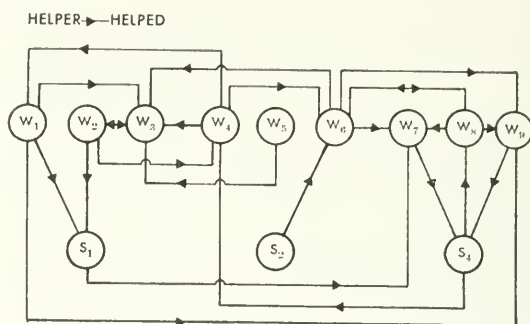 HELPER→HELPED
W₁ W₂ W₃ W₄ W₅ W₆ W₇ W₈ W₉
S₁ S₂ S₄